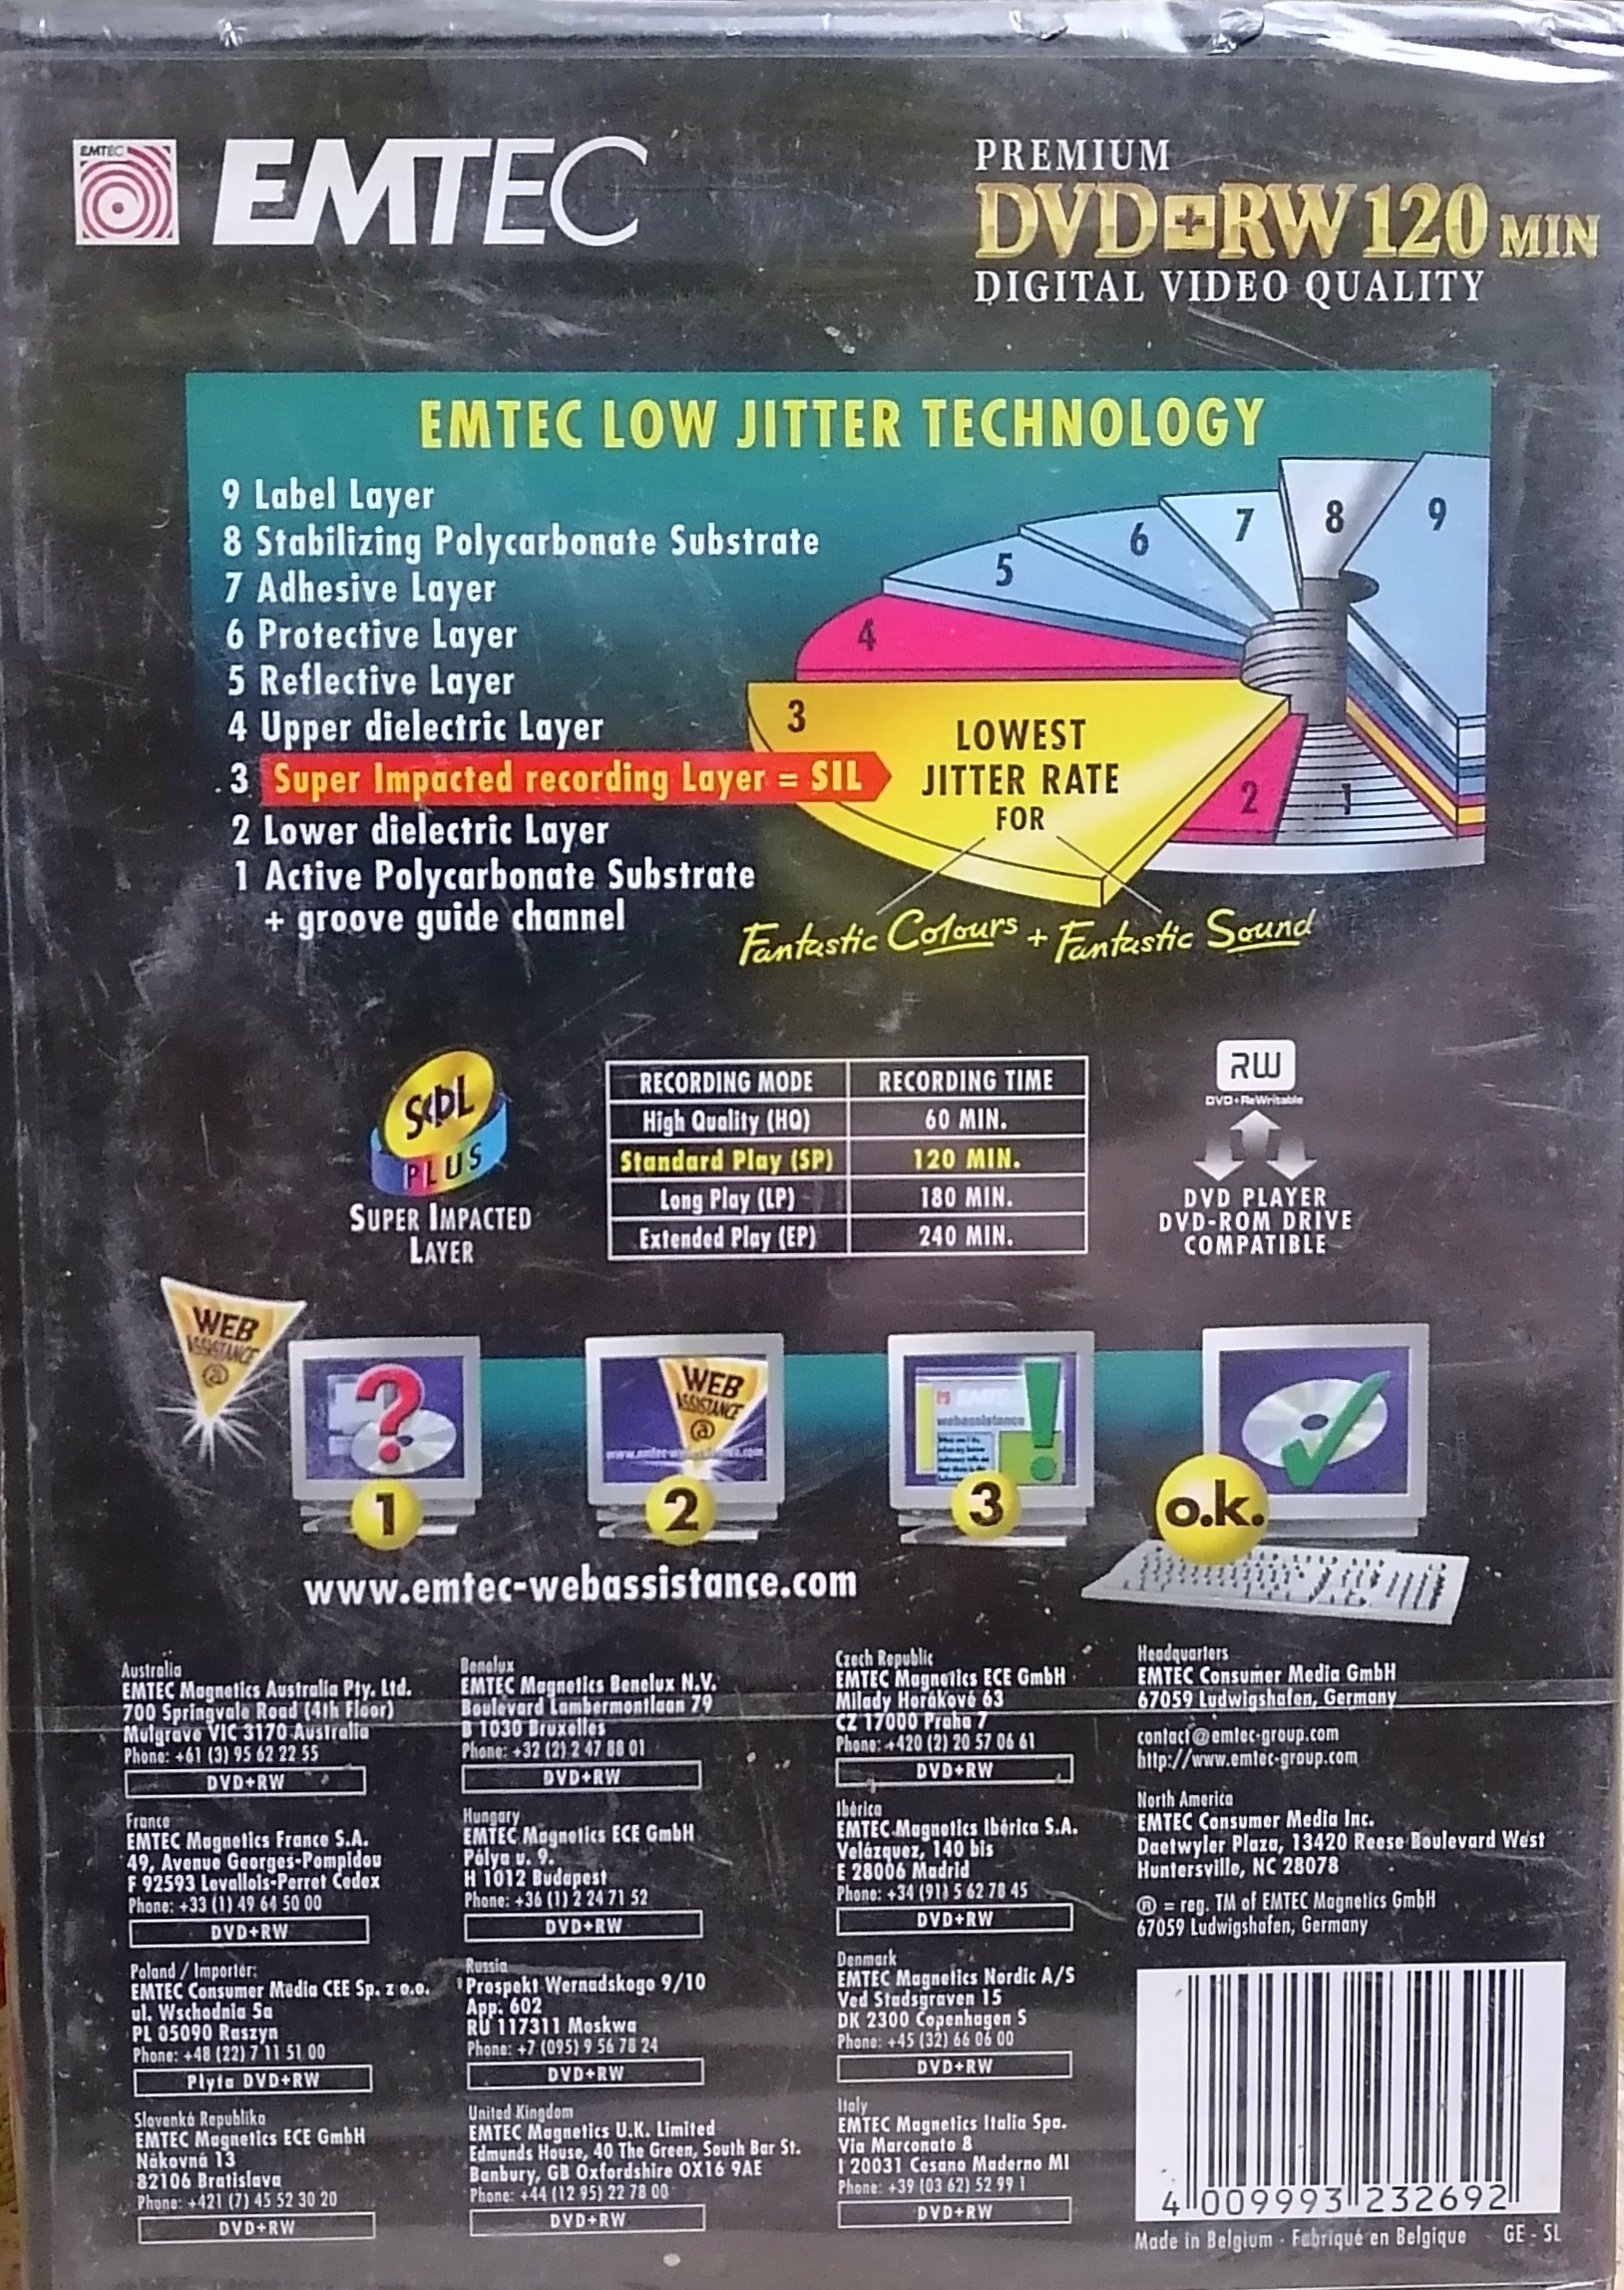 EMTEC
EMTEC
PREMIUM
DVD+RW 120 MIN
DIGITAL VIDEO QUALITY
EMTEC LOW JITTER TECHNOLOGY
9 Label Layer
8 Stabilizing Polycarbonate Substrate
7 Adhesive Layer
6 Protective Layer
5 Reflective Layer
4 Upper dielectric Layer
3 Super Impacted recording Layer = SIL
2 Lower dielectric Layer
1 Active Polycarbonate Substrate
+ groove guide channel
9
8
7
6
5
4
3
2
1
LOWEST
JITTER RATE
FOR
Fantastic Colours + Fantastic Sound
PLUS
SUPER IMPACTED
LAYER
RECORDING MODE RECORDING TIME
High Quality (HQ) 60 MIN.
Standard Play (SP) 120 MIN.
Long Play (LP) 180 MIN.
Extended Play (EP) 240 MIN.
RW
DVD+ReWritable
DVD PLAYER
DVD-ROM DRIVE
COMPATIBLE
WEB
ASSISTANCE
@
?
1
WEB
ASSISTANCE
@
2
EMTEC
webassistance
!
3
o.k.
www.emtec-webassistance.com
Australia
EMTEC Magnetics Australia Pty. Ltd.
700 Springvale Road (4th Floor)
Mulgrave VIC 3170 Australia
Phone: +61 (3) 95 62 22 55
DVD+RW
France
EMTEC Magnetics France S.A.
49, Avenue Georges-Pompidou
F 92593 Levallois-Perret Cedex
Phone: +33 (1) 49 64 50 00
DVD+RW
Poland / Importer:
EMTEC Consumer Media CEE Sp. z o.o.
ul. Wschodnia 5a
PL 05090 Raszyn
Phone: +48 (22) 7 11 51 00
Plyta DVD+RW
Slovenká Republika
EMTEC Magnetics ECE GmbH
Nákovná 13
82106 Bratislava
Phone: +421 (7) 45 52 30 20
DVD+RW
Benelux
EMTEC Magnetics Benelux N.V.
Boulevard Lambermontlaan 79
B 1030 Bruxelles
Phone: +32 (2) 2 47 88 01
DVD+RW
Hungary
EMTEC Magnetics ECE GmbH
Pólya u. 9.
H 1012 Budapest
Phone: +36 (1) 2 24 71 52
DVD+RW
Russia
Prospekt Wernadskogo 9/10
App. 602
RU 117311 Moskwa
Phone: +7 (095) 9 56 78 24
DVD+RW
United Kingdom
EMTEC Magnetics U.K. Limited
Edmunds House, 40 The Green, South Bar St.
Banbury, GB Oxfordshire OX16 9AE
Phone: +44 (12 95) 22 78 00
DVD+RW
Czech Republic
EMTEC Magnetics ECE GmbH
Milady Horákové 63
CZ 17000 Praha 7
Phone: +420 (2) 20 57 06 61
DVD+RW
Ibérica
EMTEC Magnetics Ibérica S.A.
Velázquez, 140 bis
E 28006 Madrid
Phone: +34 (91) 5 62 78 45
DVD+RW
Denmark
EMTEC Magnetics Nordic A/S
Ved Stadsgraven 15
DK 2300 Copenhagen S
Phone: +45 (32) 66 06 00
DVD+RW
Italy
EMTEC Magnetics Italia Spa.
Via Marconato 8
I 20031 Cesano Maderno MI
Phone: +39 (03 62) 52 99 1
DVD+RW
Headquarters
EMTEC Consumer Media GmbH
67059 Ludwigshafen, Germany
contact@emtec-group.com
http://www.emtec-group.com
North America
EMTEC Consumer Media Inc.
Daetwyler Plaza, 13420 Reese Boulevard West
Huntersville, NC 28078
® = reg. TM of EMTEC Magnetics GmbH
67059 Ludwigshafen, Germany
4 009993 232692
Made in Belgium - Fabriqué en Belgique GE - SL